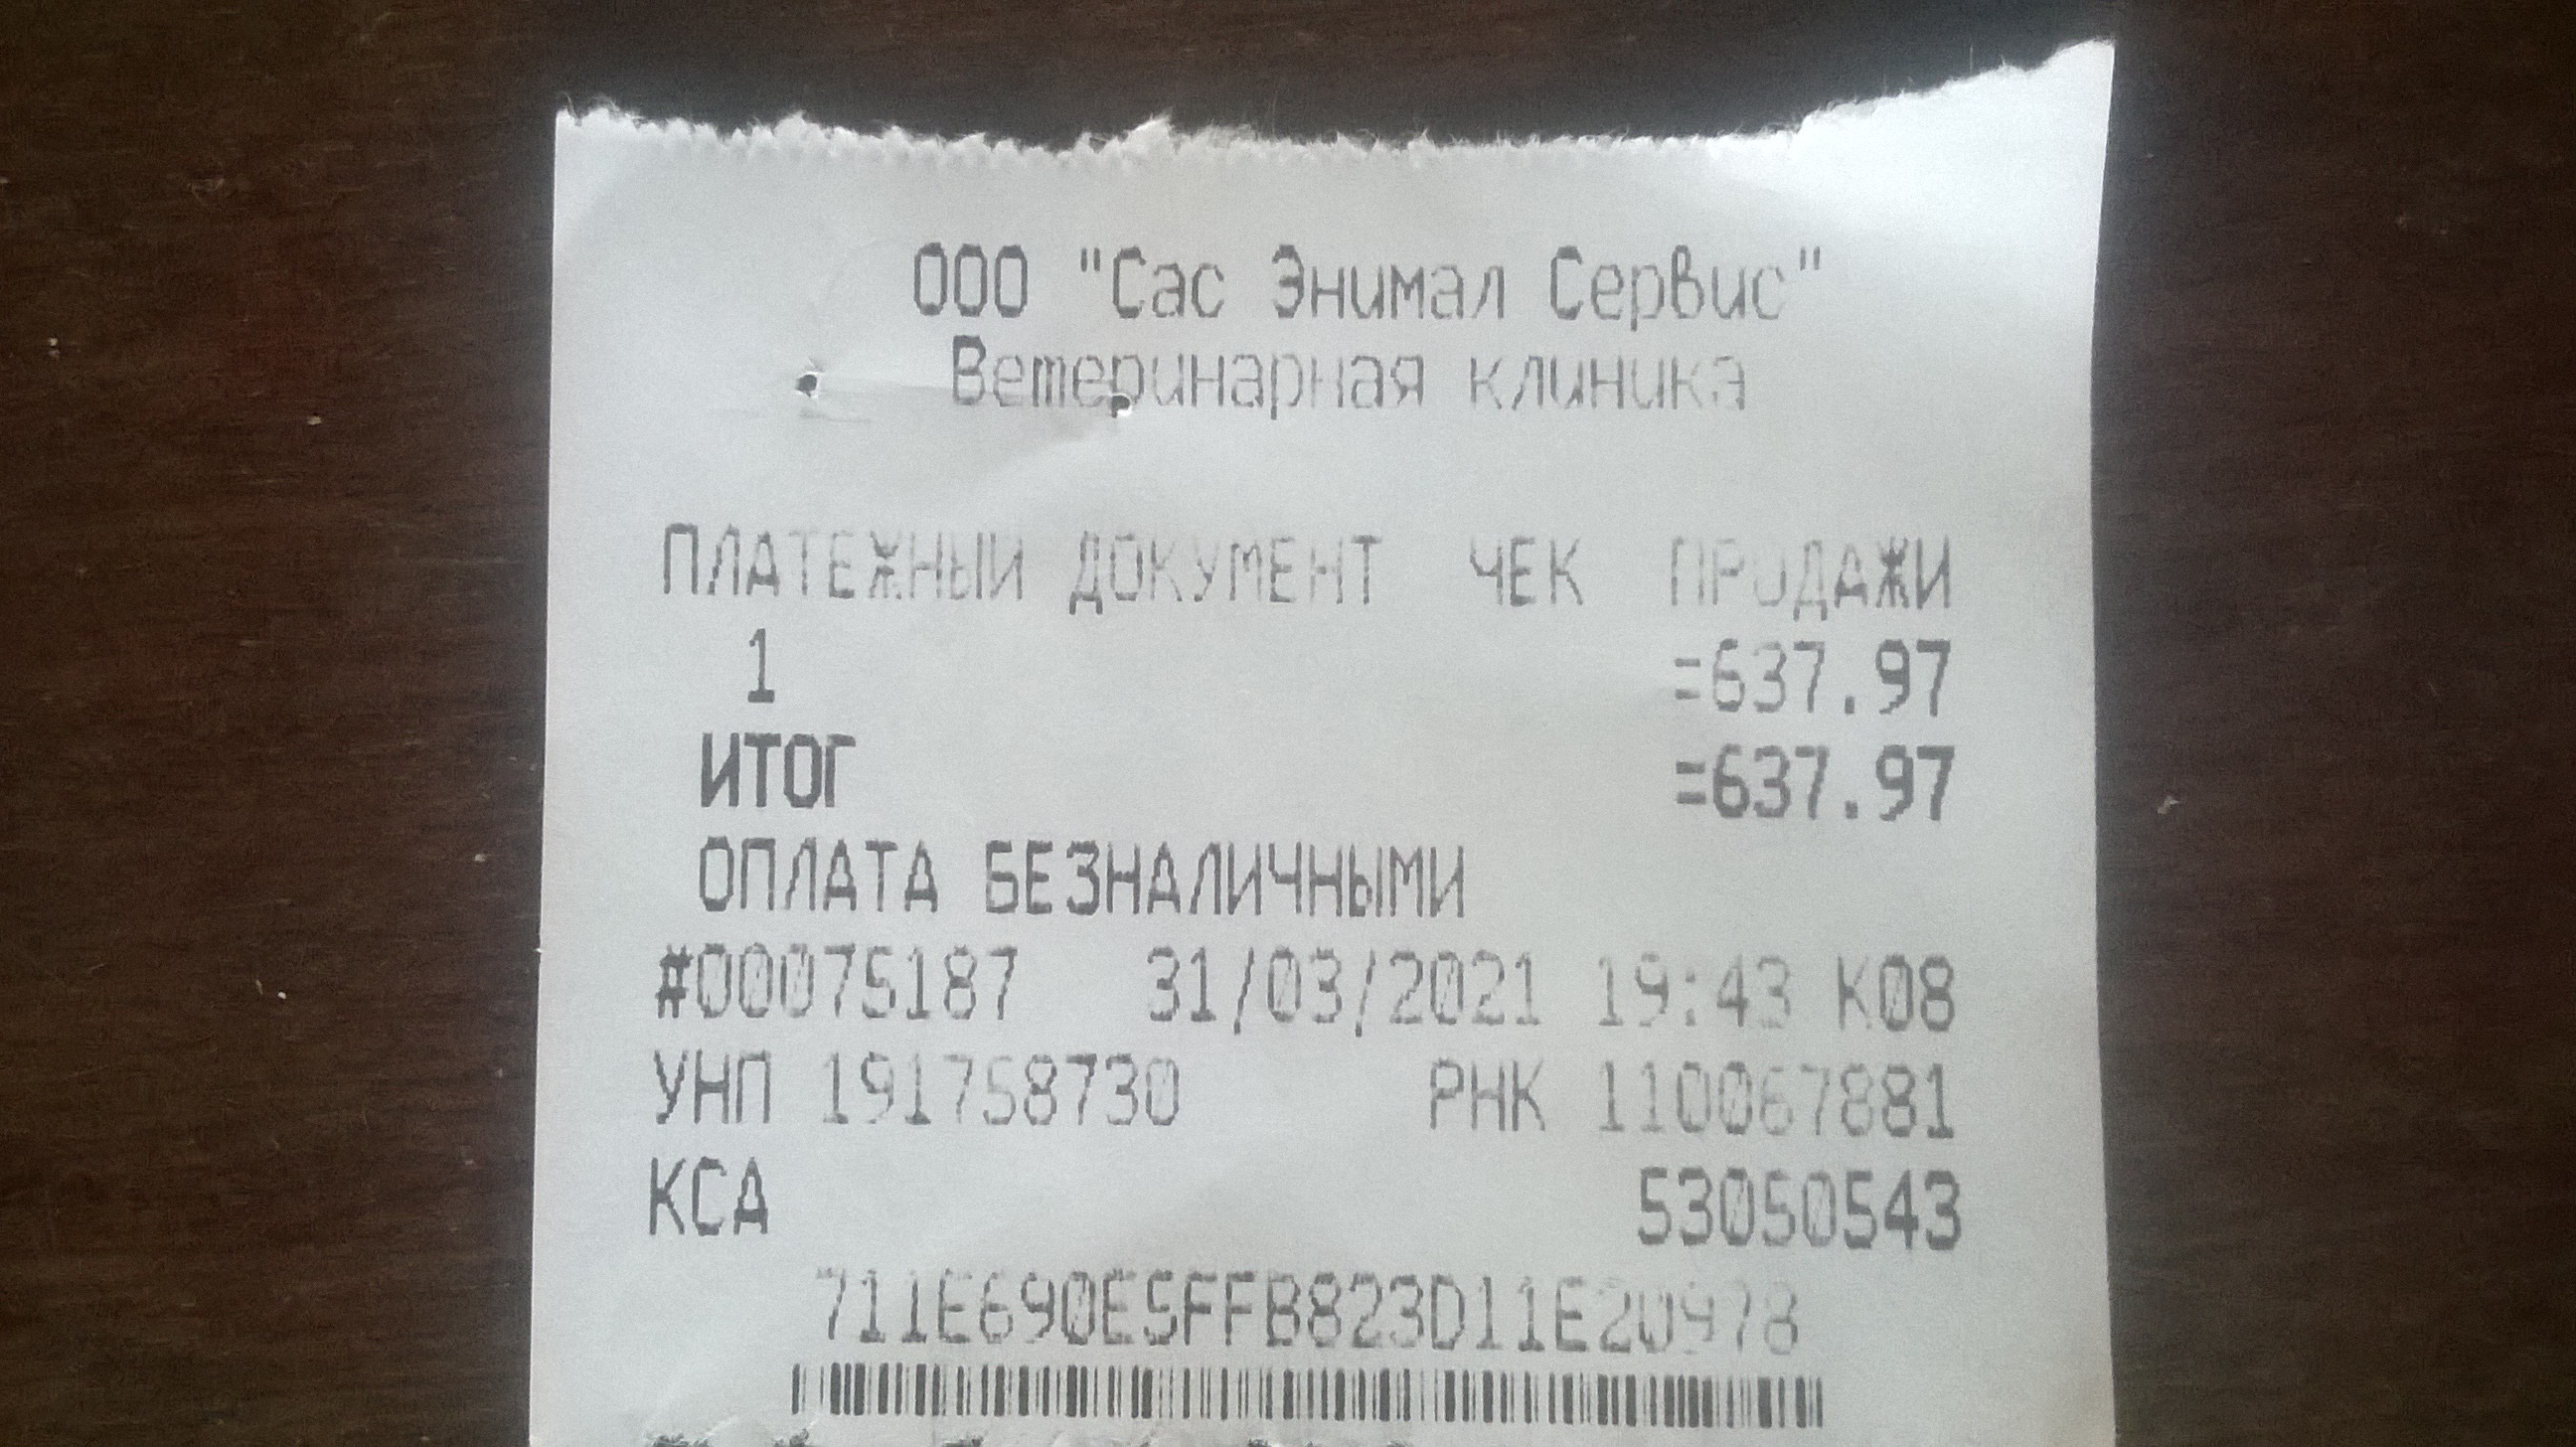 ООО "Сас Энимал Сервис"
Ветеринарная клиника
ПЛАТЕЖНЫЙ ДОКУМЕНТ ЧЕК ПРОДАЖИ
1 =637.97
ИТОГ =637.97
ОПЛАТА БЕЗНАЛИЧНЫМИ
#00075187 31/03/2021 19:43 К08
УНП 191758730 РНК 110067881
КСА 53050543
711E690E5FFB823D11E20978